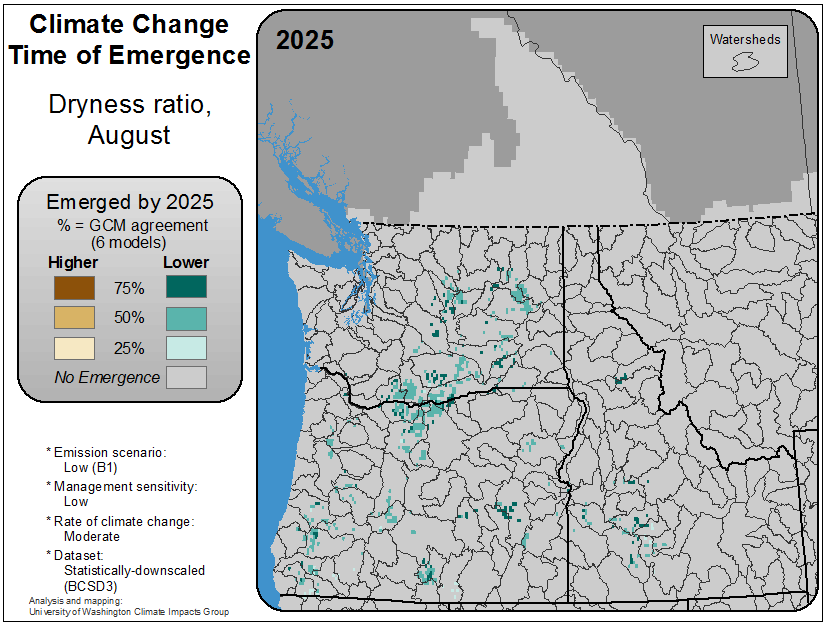 Climate Change
Time of Emergence
Dryness ratio,
August
2025
Watersheds
Emerged by 2025
% = GCM agreement
(6 models)
Higher Lower
75%
50%
25%
No Emergence
* Emission scenario:
Low (B1)
* Management sensitivity:
Low
* Rate of climate change:
Moderate
* Dataset:
Statistically-downscaled
(BCSD3)
Analysis and mapping:
University of Washington Climate Impacts Group